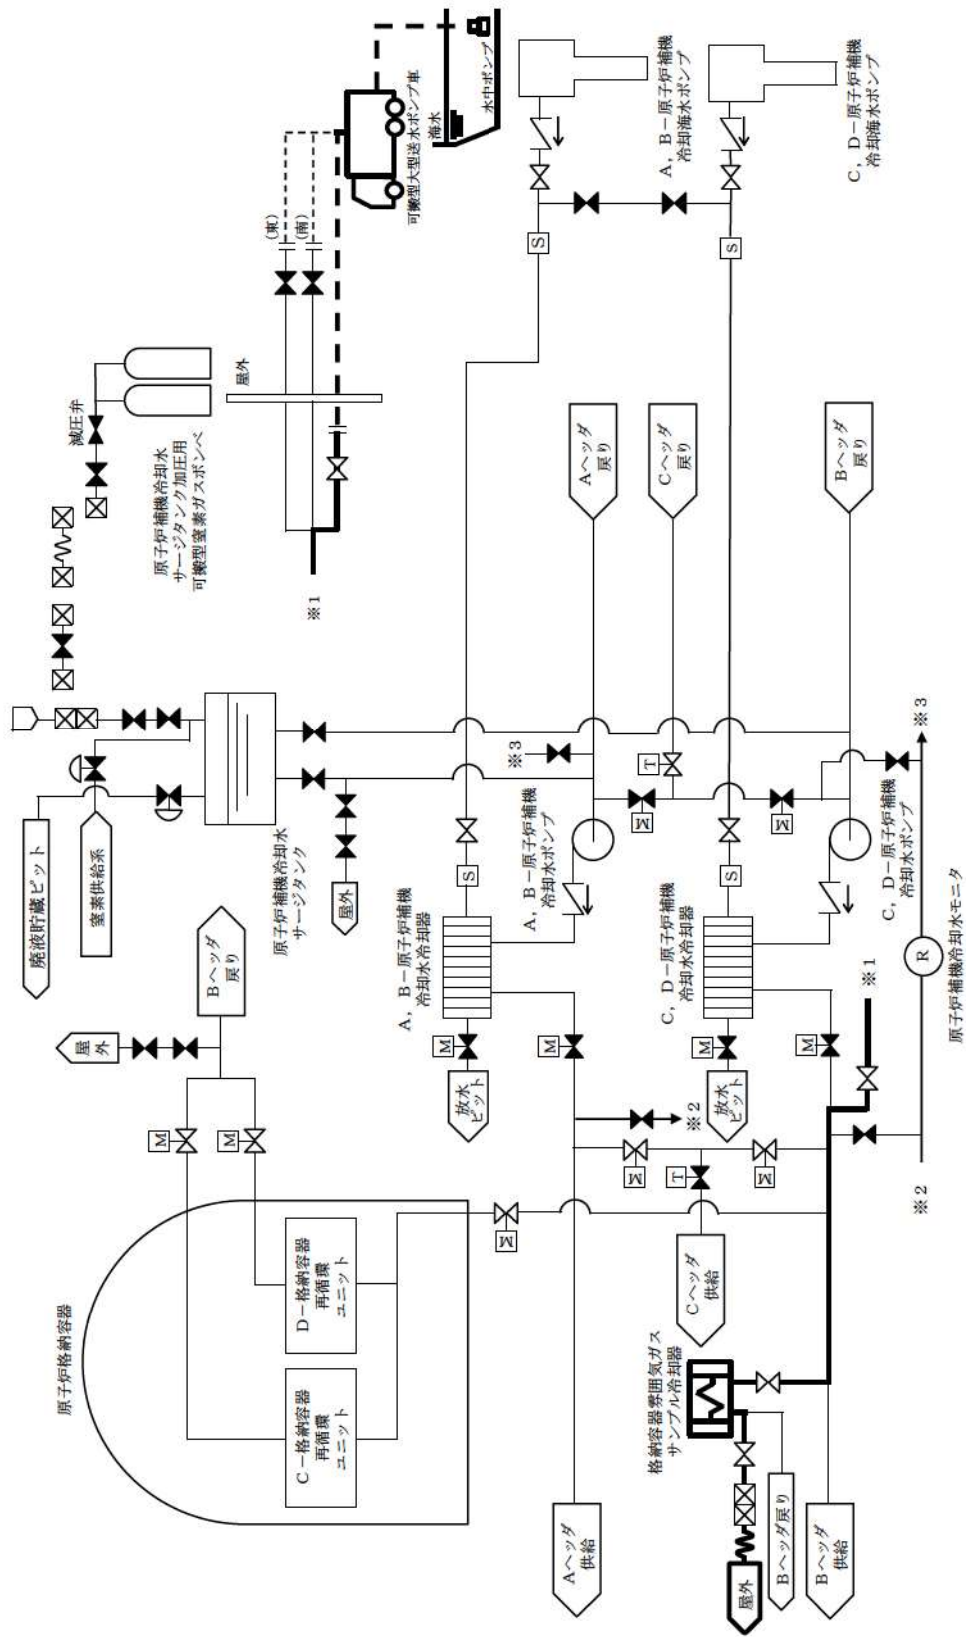 原子炉格納容器
C－格納容器
再循環
ユニット
D－格納容器
再循環
ユニット
M
M
屋
外
Bヘッダ
戻り
廃液貯蔵ピット
窒素供給系
原子炉補機冷却水
サージタンク
屋外
減圧弁
原子炉補機冷却水
サージタンク加圧用
可搬型窒素ガスボンベ
屋外
※1
(東)
(南)
可搬型大型送水ポンプ車
海水
水中ポンプ
M
Aヘッダ
供給
Cヘッダ
供給
M
T
M
※2
M
M
放水
ピット
A，B－原子炉補機
冷却水冷却器
S
A，B－原子炉補機
冷却水ポンプ
※3
M
T
M
Aヘッダ
戻り
Cヘッダ
戻り
Bヘッダ
戻り
S
A，B－原子炉補機
冷却海水ポンプ
S
C，D－原子炉補機
冷却海水ポンプ
格納容器雰囲気ガス
サンプル冷却器
屋外
Bヘッダ戻り
Bヘッダ
供給
M
M
放水
ピット
C，D－原子炉補機
冷却水冷却器
S
C，D－原子炉補機
冷却水ポンプ
※1
※2
R
※3
原子炉補機冷却水モニタ